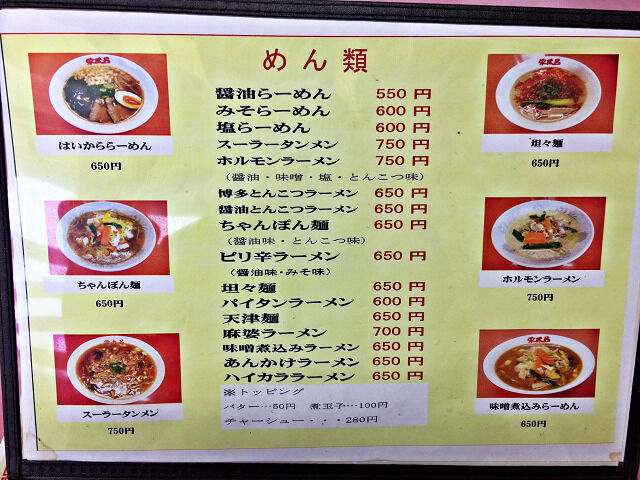 めん類
醤油らーめん 550円
みそらーめん 600円
塩らーめん 600円
スーラータンメン 750円
ホルモンラーメン 750円
（醤油・味噌・塩・とんこつ味）
博多とんこつラーメン 650円
醤油とんこつラーメン 650円
ちゃんぽん麺 650円
（醤油味・とんこつ味）
ピリ辛ラーメン 650円
（醤油味・みそ味）
坦々麺 650円
パイタンラーメン 600円
天津麺 650円
麻婆ラーメン 700円
味噌煮込みラーメン 650円
あんかけラーメン 650円
ハイカララーメン 650円
※トッピング
バター…50円 煮玉子…100円
チャーシュー・・・280円
はいかららーめん
650円
ちゃんぽん麺
650円
スーラータンメン
750円
坦々麺
650円
ホルモンラーメン
750円
味噌煮込みらーめん
650円